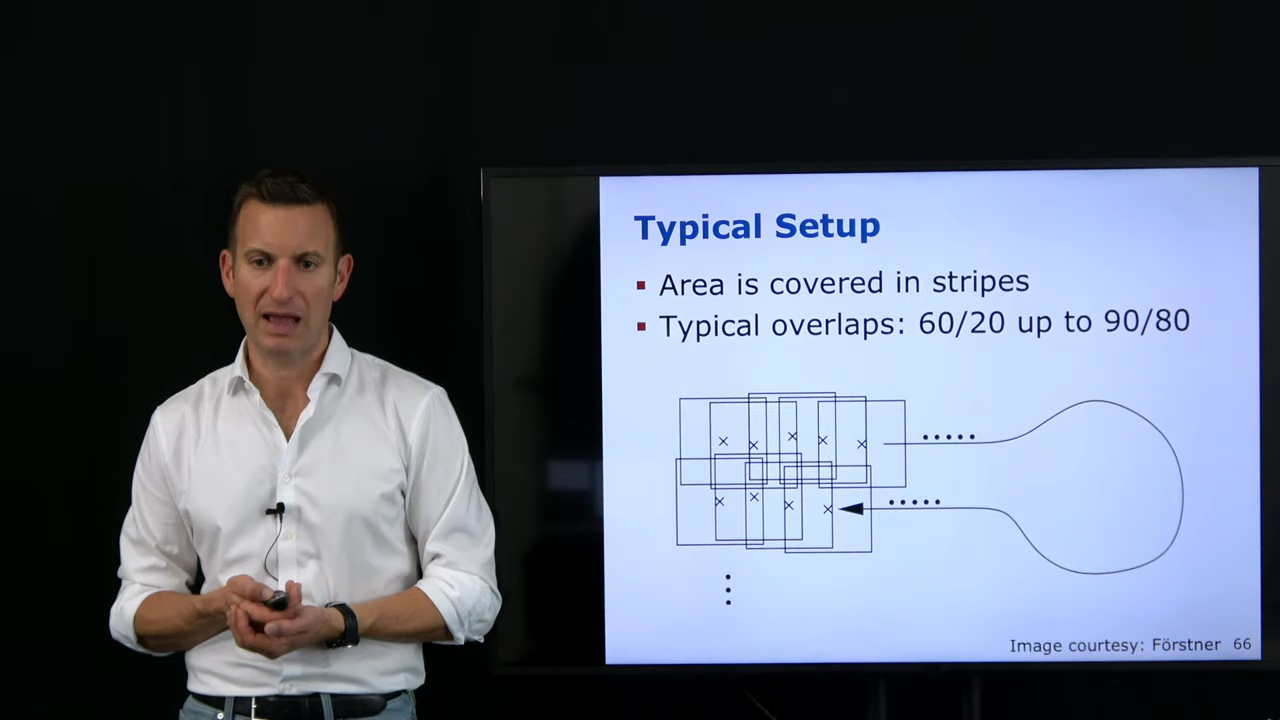 Typical Setup
Area is covered in stripes
Typical overlaps: 60/20 up to 90/80
Image courtesy: Förstner 66